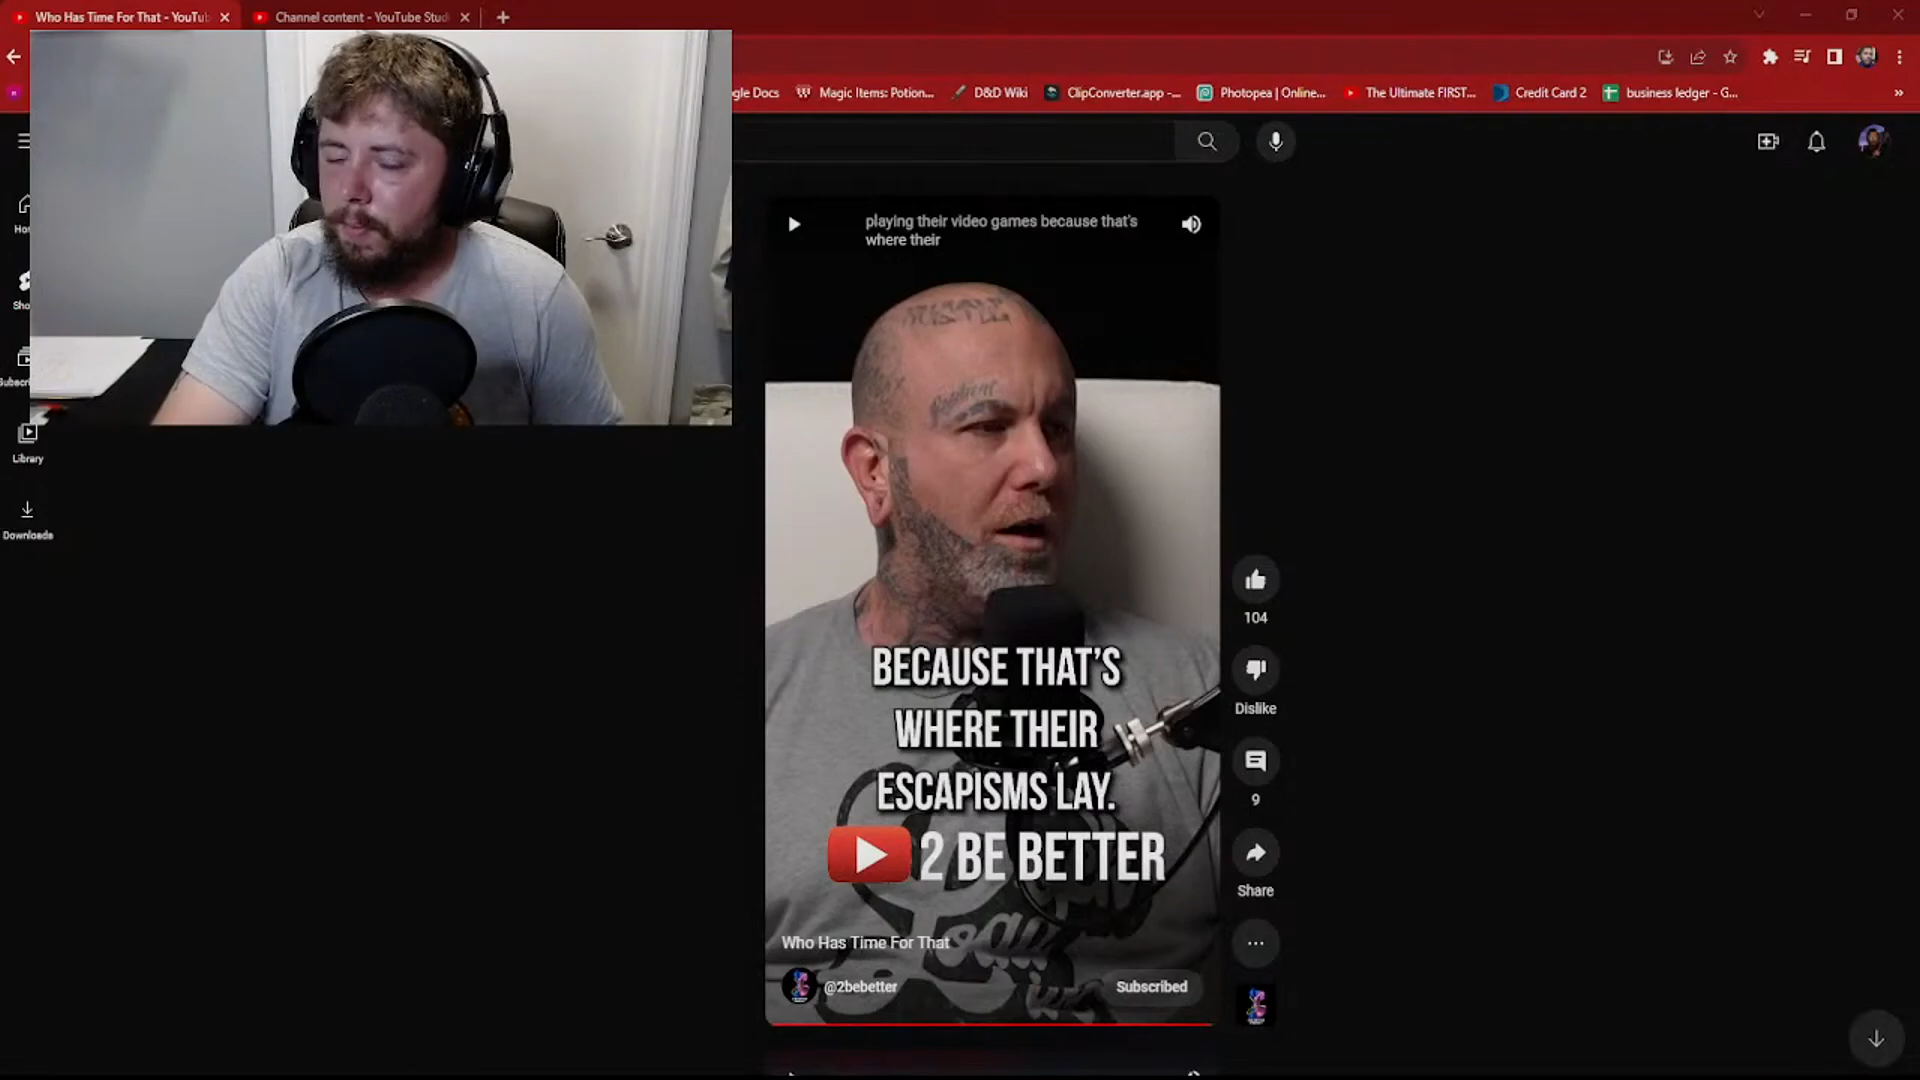 Who Has Time For That - YouTub
Channel content - YouTube Stud
gle Docs
Magic Items: Potion...
D&D Wiki
ClipConverter.app -...
Photopea | Online...
The Ultimate FIRST...
Credit Card 2
business ledger - G...
»
Hor
Sho
Subscri
Library
Downloads
playing their video games because that's
where their
BECAUSE THAT'S
WHERE THEIR
ESCAPISMS LAY.
2 BE BETTER
Who Has Time For That
@2bebetter
Subscribed
104
Dislike
9
Share